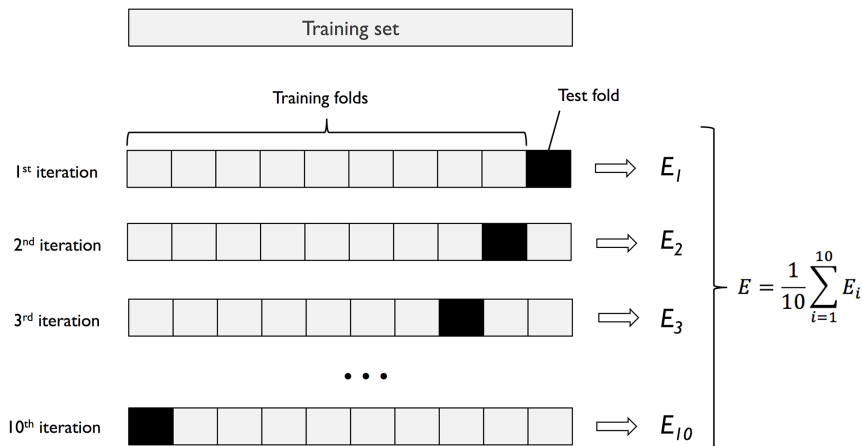 Training set
Training folds
Test fold
1st iteration
E1
2nd iteration
E2
3rd iteration
E3
E = 1/10 ∑ i=1 10 Ei
• • •
10th iteration
E10